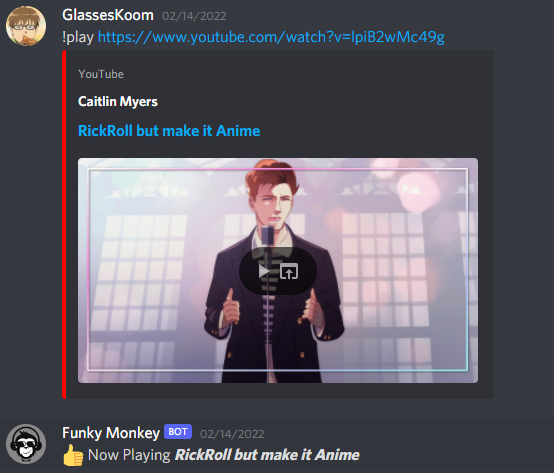 GlassesKoom 02/14/2022
!play https://www.youtube.com/watch?v=lpiB2wMc49g
YouTube
Caitlin Myers
RickRoll but make it Anime
Funky Monkey BOT 02/14/2022
👍 Now Playing RickRoll but make it Anime